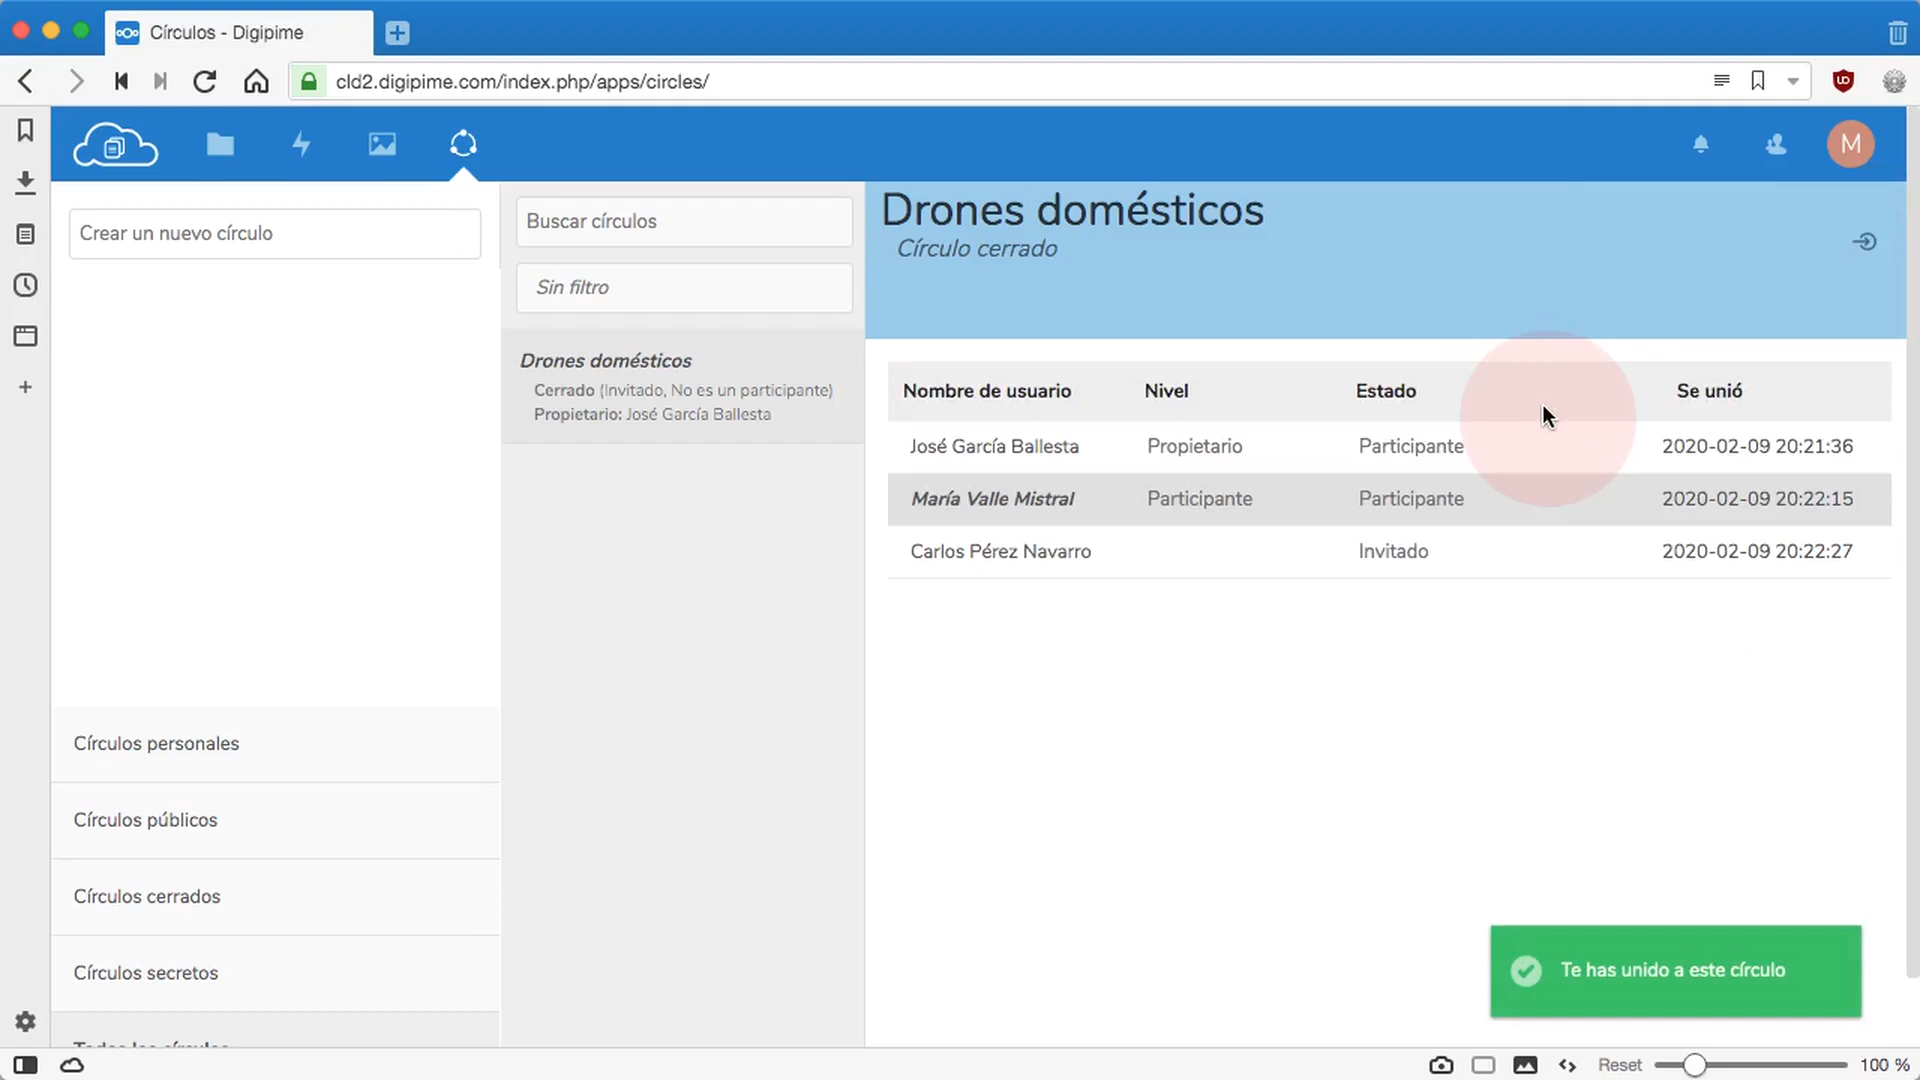 Círculos - Digipime
cld2.digipime.com/index.php/apps/circles/
M
Crear un nuevo círculo
Círculos personales
Círculos públicos
Círculos cerrados
Círculos secretos
Todos los círculos
Buscar círculos
Sin filtro
Drones domésticos
Cerrado (Invitado, No es un participante)
Propietario: José García Ballesta
Drones domésticos
Círculo cerrado
Nombre de usuario Nivel Estado Se unió
José García Ballesta Propietario Participante 2020-02-09 20:21:36
María Valle Mistral Participante Participante 2020-02-09 20:22:15
Carlos Pérez Navarro Invitado 2020-02-09 20:22:27
Te has unido a este círculo
Reset 100 %